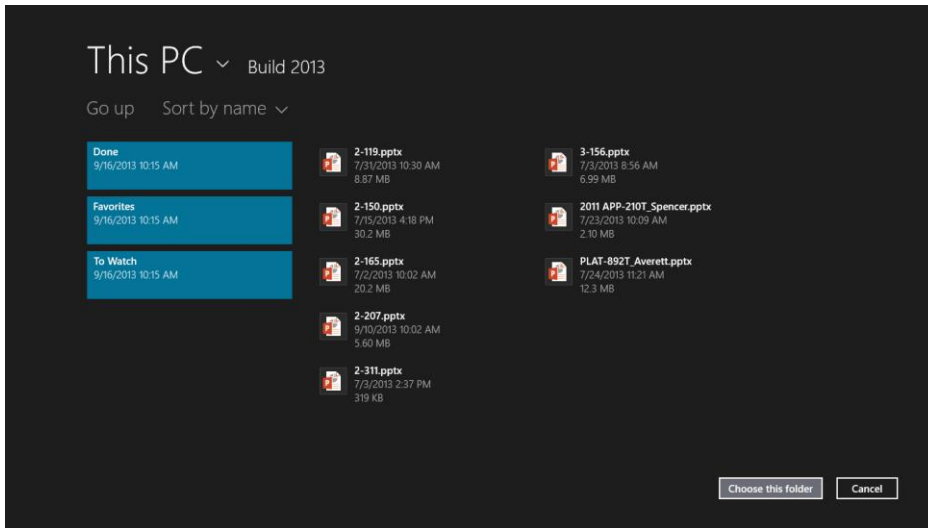 This PC Build 2013
Go up Sort by name
Done
9/16/2013 10:15 AM
Favorites
9/16/2013 10:15 AM
To Watch
9/16/2013 10:15 AM
2-119.pptx
7/31/2013 10:30 AM
8.87 MB
2-150.pptx
7/15/2013 4:18 PM
30.2 MB
2-165.pptx
7/2/2013 10:02 AM
20.2 MB
2-207.pptx
9/10/2013 10:02 AM
5.60 MB
2-311.pptx
7/3/2013 2:37 PM
319 KB
3-156.pptx
7/3/2013 8:56 AM
6.99 MB
2011 APP-210T_Spencer.pptx
7/23/2013 10:09 AM
2.10 MB
PLAT-892T_Averett.pptx
7/24/2013 11:21 AM
12.3 MB
Choose this folder Cancel